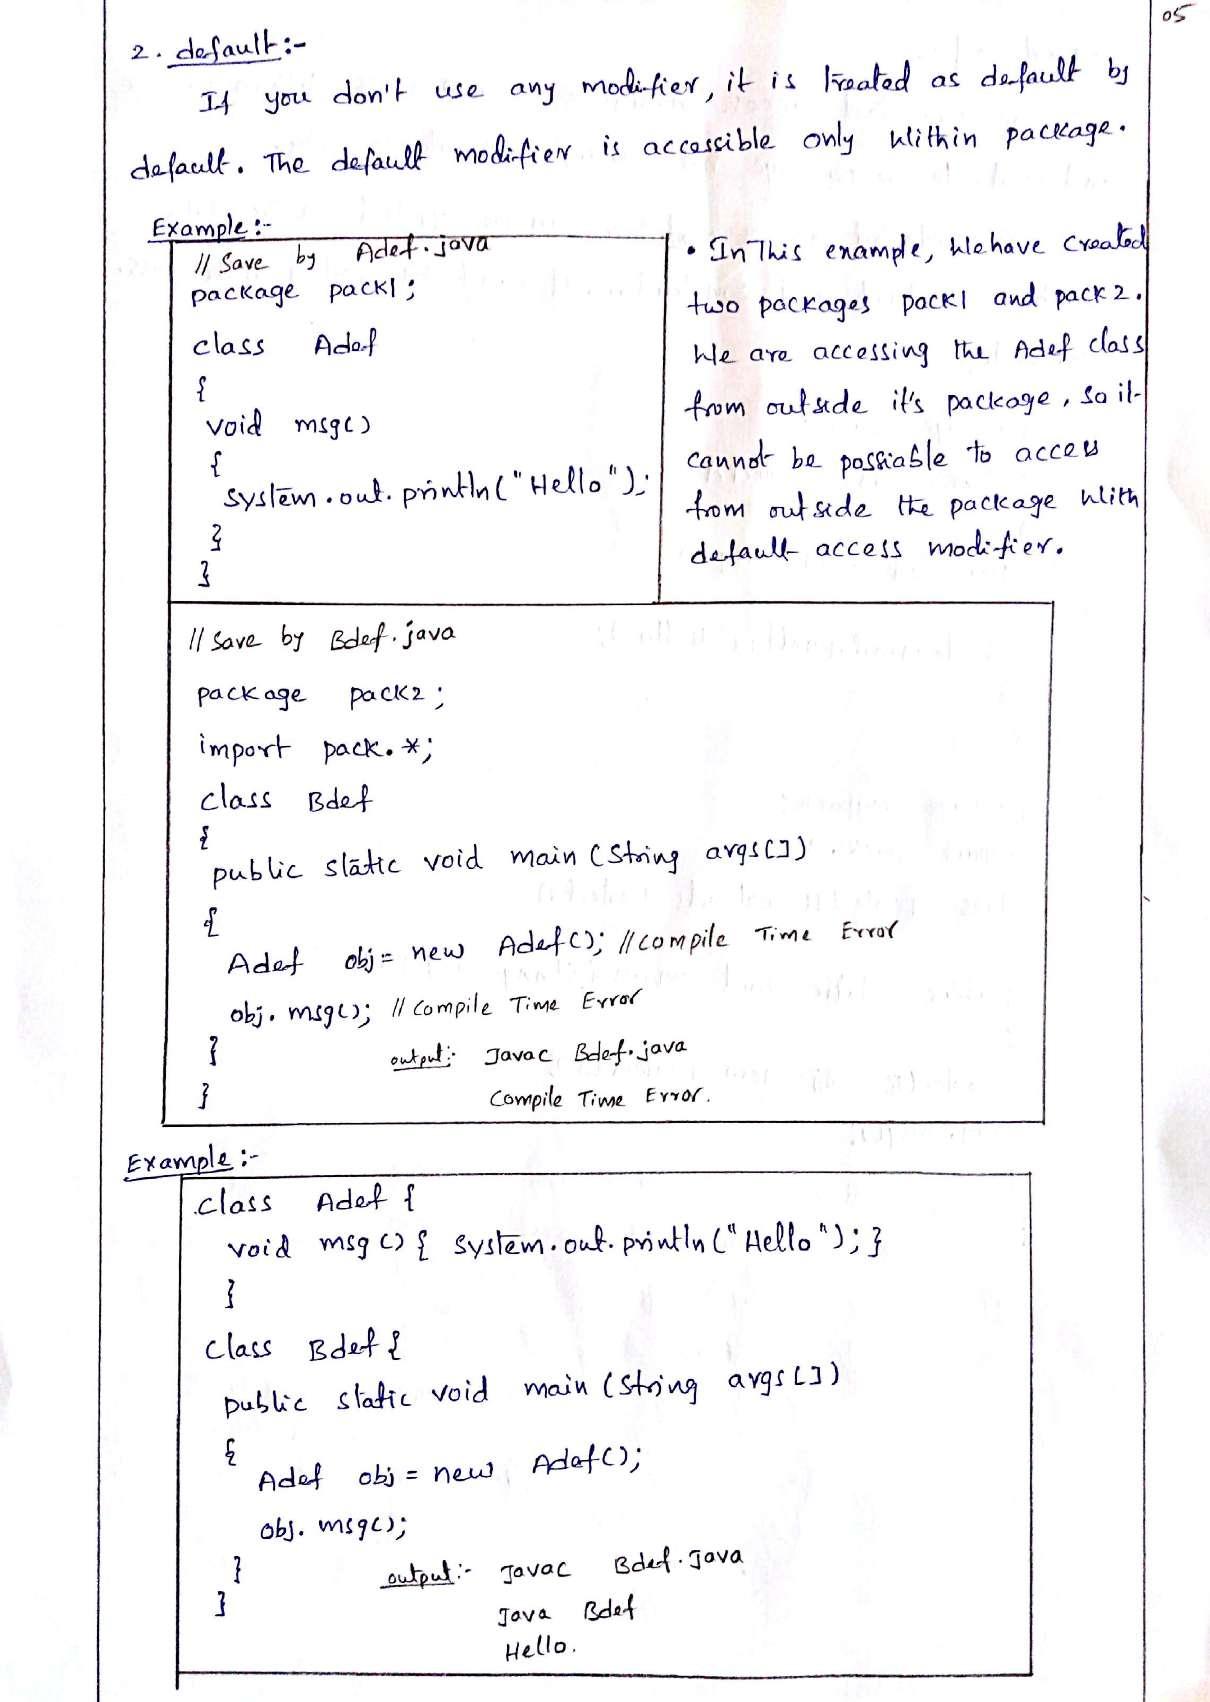 05
2. default:-
If you don't use any modifier, it is treated as default by
default. The default modifier is accessible only within package.
Example:-
// Save by Adef.java
package pack1;
class Adef
{
void msg()
{
System.out.println("Hello");
}
}
• In This example, We have created
two packages pack1 and pack2.
We are accessing the Adef class
from outside it's package, so it
cannot be possiable to access
from outside the package with
default access modifier.
// Save by Bdef.java
package pack2;
import pack.*;
class Bdef
{
public static void main (String args[])
{
Adef obj = new Adef(); // Compile Time Error
obj.msg(); // Compile Time Error
}
output:- Javac Bdef.java
}
Compile Time Error.
Example:-
class Adef {
void msg() { System.out.println("Hello"); }
}
class Bdef {
public static void main (String args[])
{
Adef obj = new Adef();
obj.msg();
}
output:- Javac Bdef.Java
}
Java Bdef
Hello.